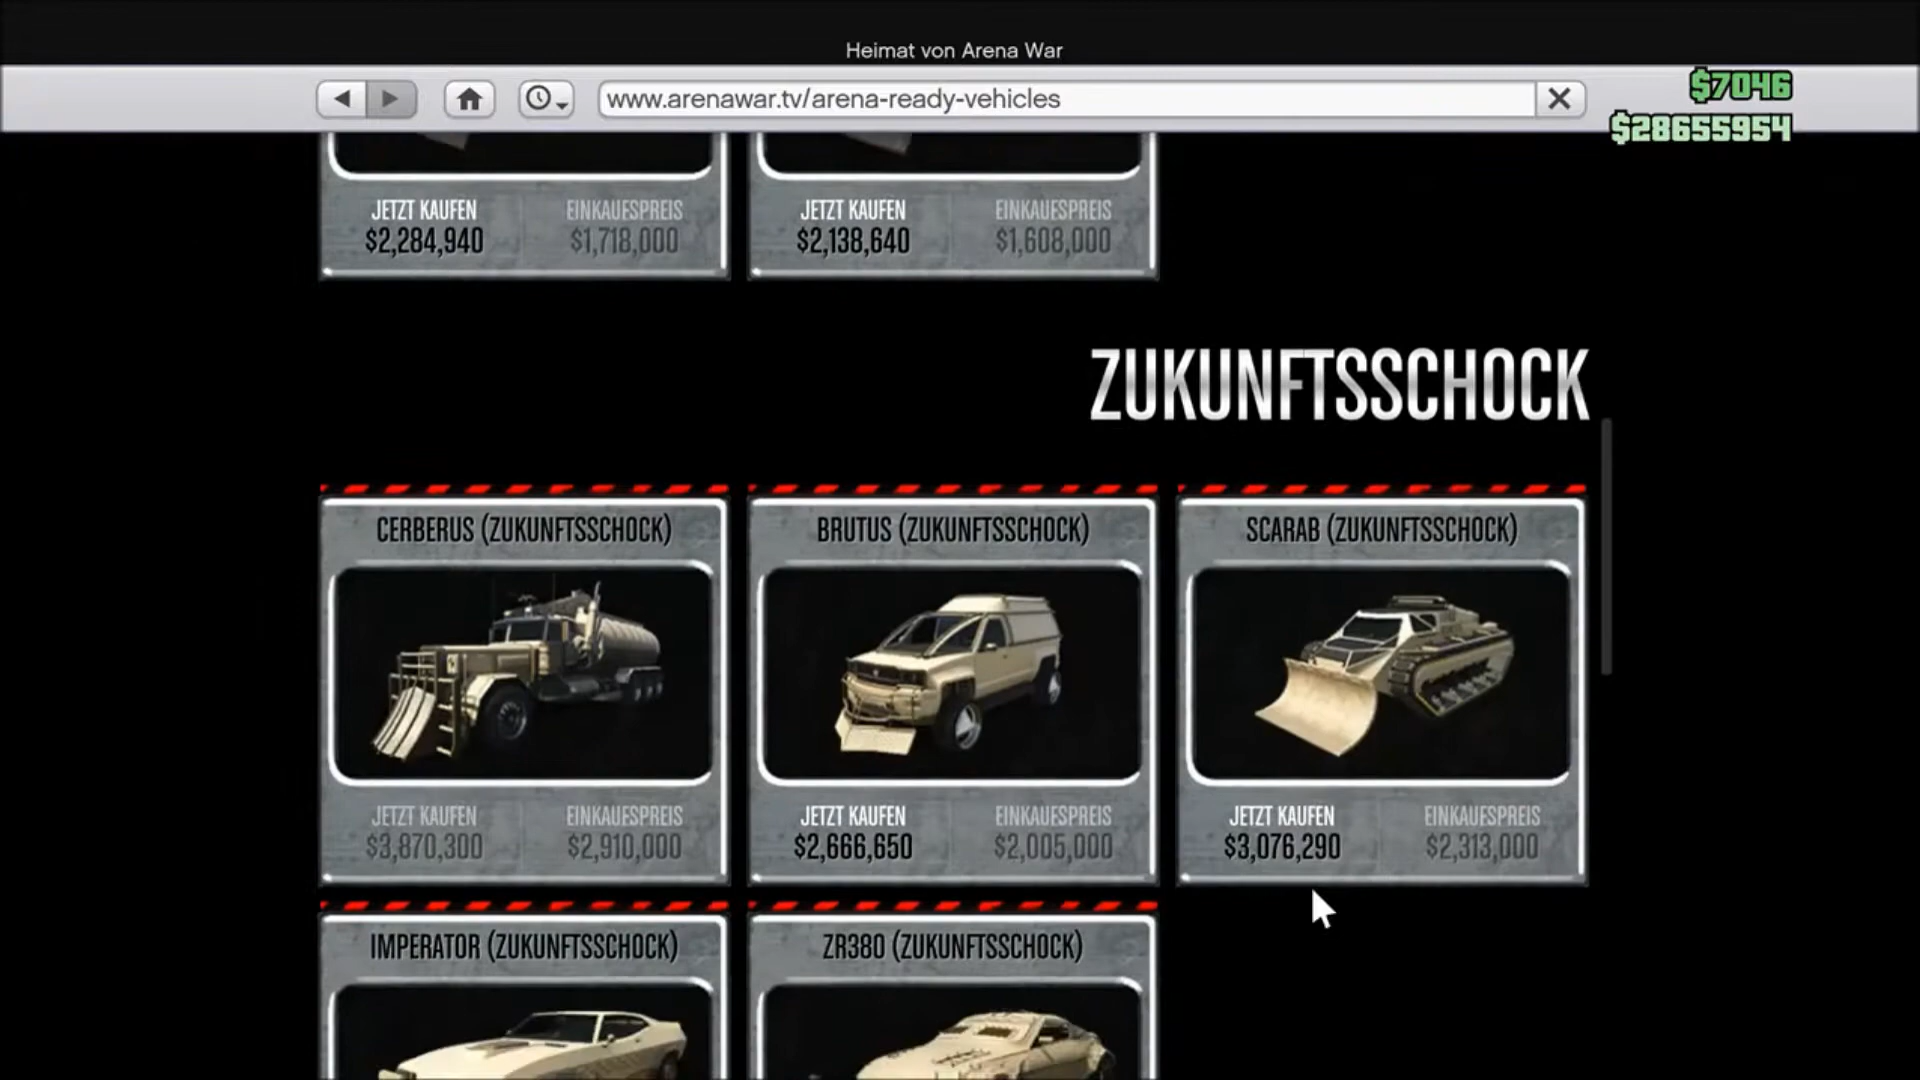 Heimat von Arena War
www.arenawar.tv/arena-ready-vehicles
$7046
$28655954
JETZT KAUFEN EINKAUFSPREIS JETZT KAUFEN EINKAUFSPREIS
$2,284,940 $1,718,000 $2,138,640 $1,608,000
ZUKUNFTSSCHOCK
CERBERUS (ZUKUNFTSSCHOCK) BRUTUS (ZUKUNFTSSCHOCK) SCARAB (ZUKUNFTSSCHOCK)
JETZT KAUFEN EINKAUFSPREIS JETZT KAUFEN EINKAUFSPREIS JETZT KAUFEN EINKAUFSPREIS
$3,870,300 $2,910,000 $2,666,650 $2,005,000 $3,076,290 $2,313,000
IMPERATOR (ZUKUNFTSSCHOCK) ZR380 (ZUKUNFTSSCHOCK)